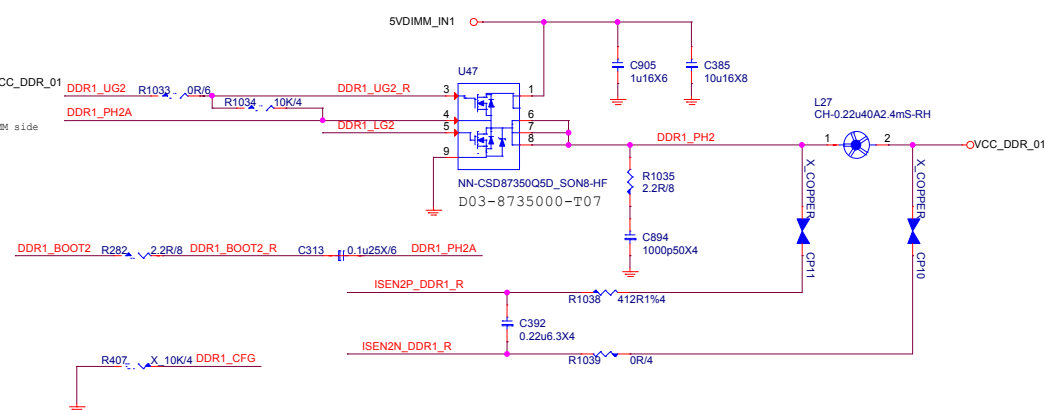 5VDIMM_IN1
C905
1u16X6
C385
10u16X8
U47
CC_DDR_01
DDR1_UG2
R1033
0R/6
DDR1_UG2_R
3
1
R1034
10K/4
DDR1_PH2A
4
6
MM side
DDR1_LG2
5
7
8
9
DDR1_PH2
L27
CH-0.22u40A2.4mS-RH
1
2
VCC_DDR_01
NN-CSD87350Q5D_SON8-HF
D03-8735000-T07
R1035
2.2R/8
X_COPPER
X_COPPER
C894
1000p50X4
CP11
CP10
DDR1_BOOT2
R282
2.2R/8
DDR1_BOOT2_R
C313
0.1u25X/6
DDR1_PH2A
ISEN2P_DDR1_R
R1038
412R1%4
C392
0.22u6.3X4
ISEN2N_DDR1_R
R1039
0R/4
R407
X_10K/4
DDR1_CFG